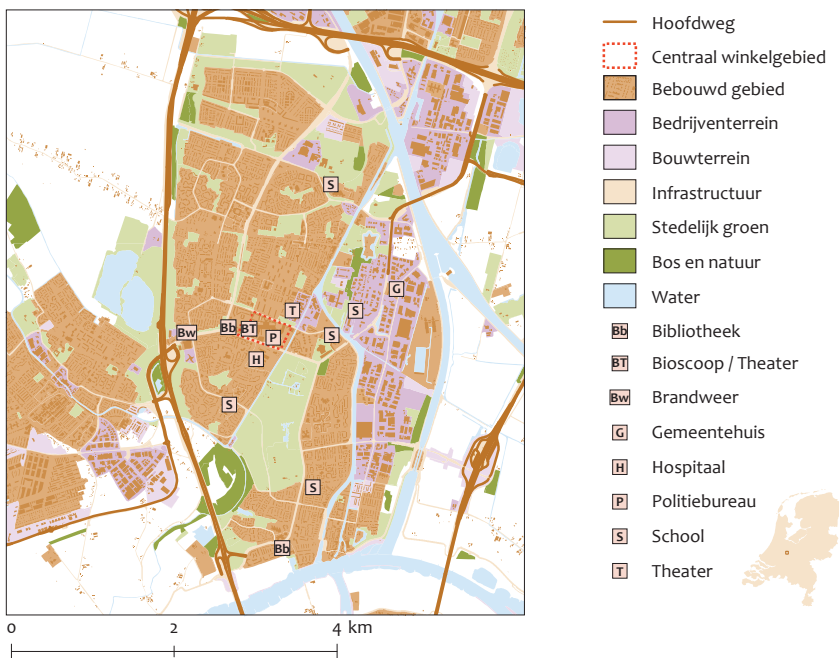 S
G
T
S
Bw
Bb
BT
P
S
H
S
S
Bb
0
2
4 km
Hoofdweg
Centraal winkelgebied
Bebouwd gebied
Bedrijventerrein
Bouwterrein
Infrastructuur
Stedelijk groen
Bos en natuur
Water
Bb Bibliotheek
BT Bioscoop / Theater
Bw Brandweer
G Gemeentehuis
H Hospitaal
P Politiebureau
S School
T Theater